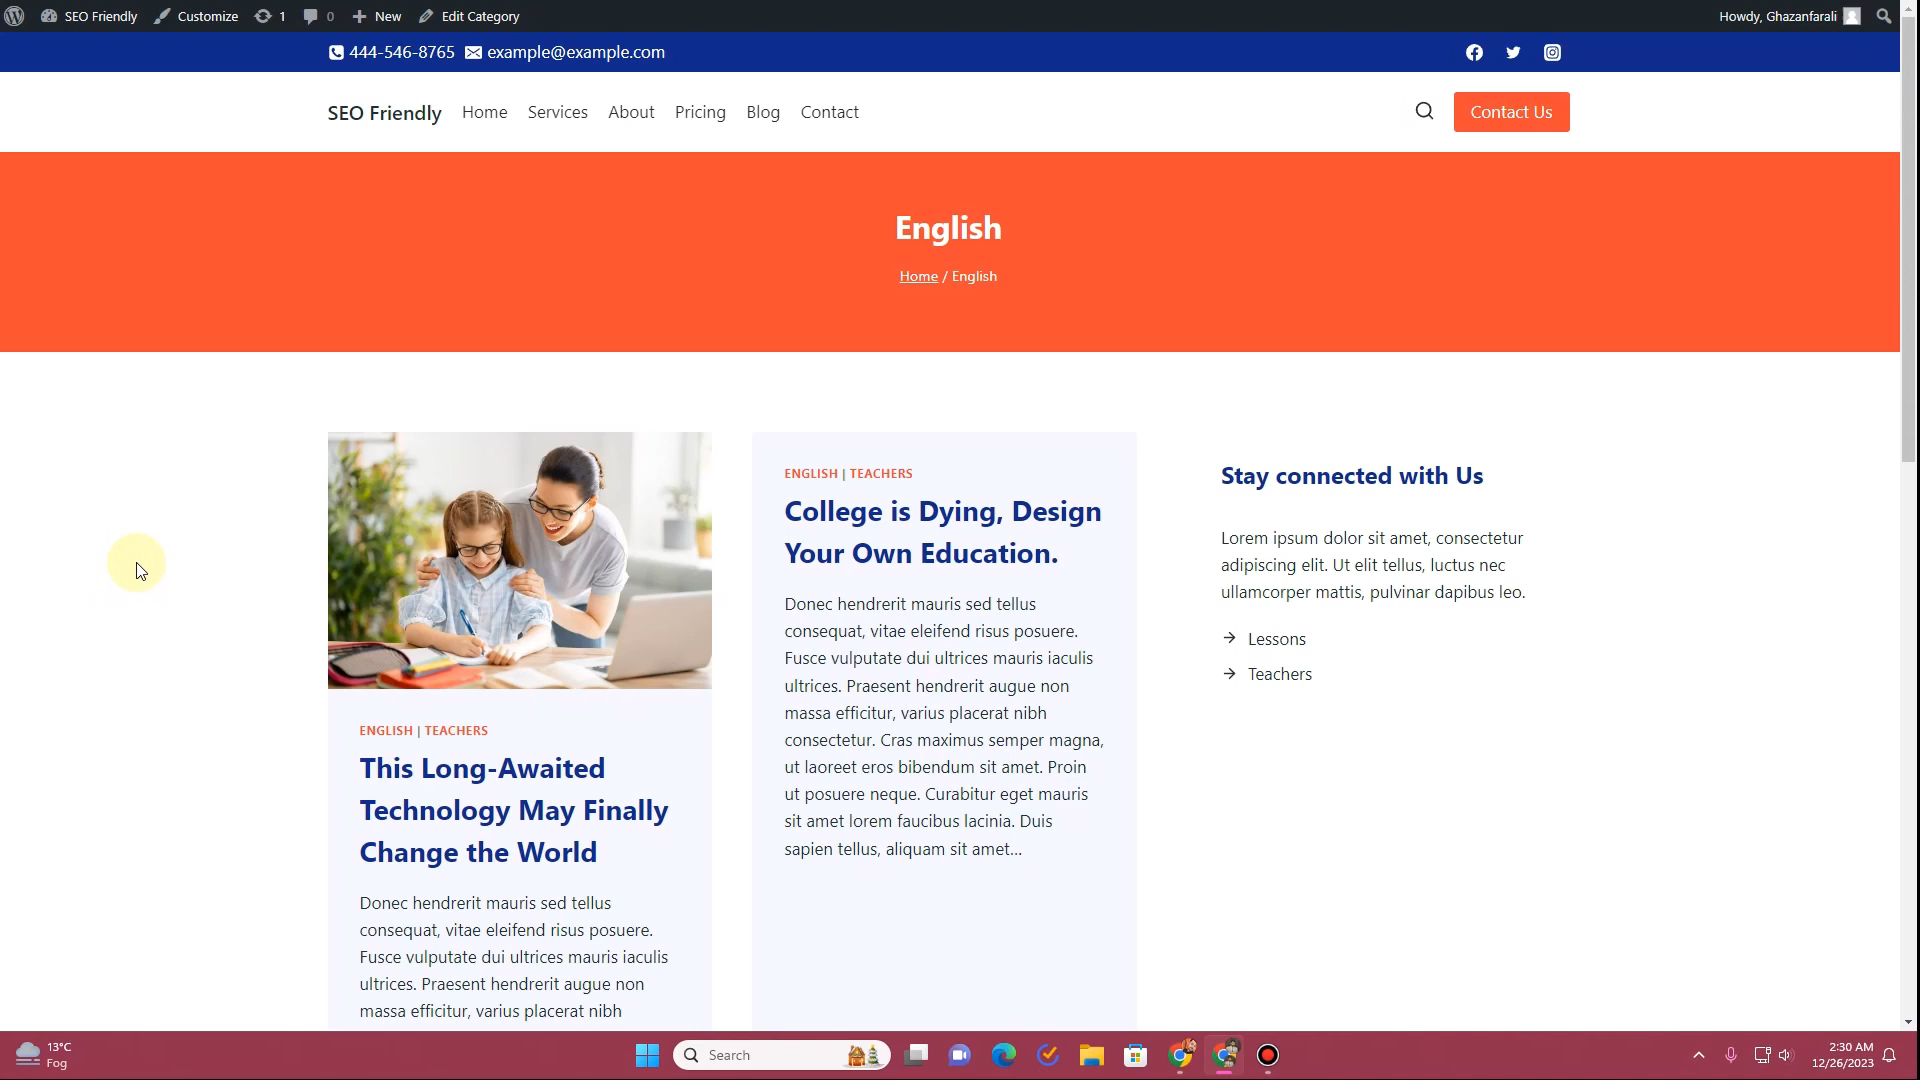 SEO Friendly Customize 1 0 New Edit Category Howdy, Ghazanfarali
444-546-8765 example@example.com
SEO Friendly Home Services About Pricing Blog Contact Contact Us
English
Home / English
ENGLISH | TEACHERS
This Long-Awaited
Technology May Finally
Change the World
Donec hendrerit mauris sed tellus
consequat, vitae eleifend risus posuere.
Fusce vulputate dui ultrices mauris iaculis
ultrices. Praesent hendrerit augue non
massa efficitur, varius placerat nibh
ENGLISH | TEACHERS
College is Dying, Design
Your Own Education.
Donec hendrerit mauris sed tellus
consequat, vitae eleifend risus posuere.
Fusce vulputate dui ultrices mauris iaculis
ultrices. Praesent hendrerit augue non
massa efficitur, varius placerat nibh
consectetur. Cras maximus semper magna,
ut laoreet eros bibendum sit amet. Proin
ut posuere neque. Curabitur eget mauris
sit amet lorem faucibus lacinia. Duis
sapien tellus, aliquam sit amet...
Stay connected with Us
Lorem ipsum dolor sit amet, consectetur
adipiscing elit. Ut elit tellus, luctus nec
ullamcorper mattis, pulvinar dapibus leo.
Lessons
Teachers
13°C
Fog
Search
2:30 AM
12/26/2023